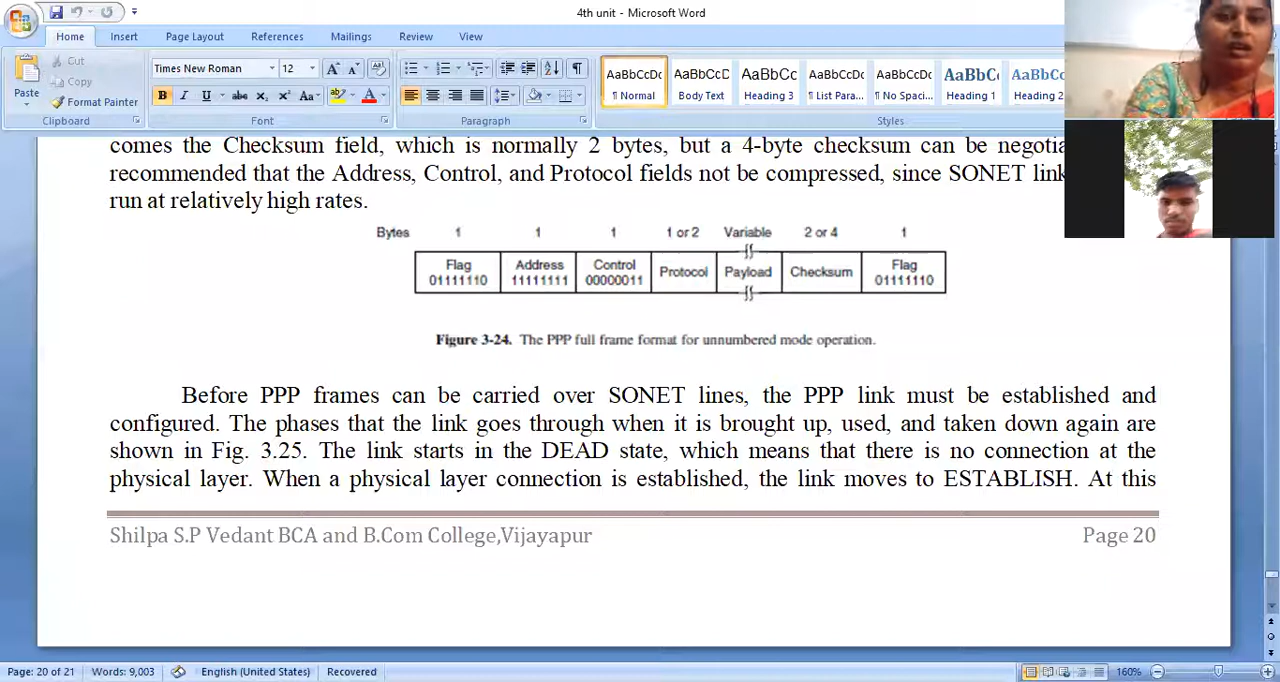 4th unit - Microsoft Word
Home Insert Page Layout References Mailings Review View
Cut
Copy
Format Painter
Paste
Clipboard
Times New Roman 12
Font
Paragraph
AaBbCcDc AaBbCcD AaBbCcI AaBbCcDc AaBbCcDc AaBbCc AaBbC
¶ Normal Body Text Heading 3 ¶ List Para... ¶ No Spaci... Heading 1 Heading 2
Styles
comes the Checksum field, which is normally 2 bytes, but a 4-byte checksum can be negotia
recommended that the Address, Control, and Protocol fields not be compressed, since SONET link
run at relatively high rates.
Bytes 1 1 1 1 or 2 Variable 2 or 4 1
Flag 01111110 Address 11111111 Control 00000011 Protocol Payload Checksum Flag 01111110
Figure 3-24. The PPP full frame format for unnumbered mode operation.
Before PPP frames can be carried over SONET lines, the PPP link must be established and
configured. The phases that the link goes through when it is brought up, used, and taken down again are
shown in Fig. 3.25. The link starts in the DEAD state, which means that there is no connection at the
physical layer. When a physical layer connection is established, the link moves to ESTABLISH. At this
Shilpa S.P Vedant BCA and B.Com College,Vijayapur Page 20
Page: 20 of 21 Words: 9,003 English (United States) Recovered 160%